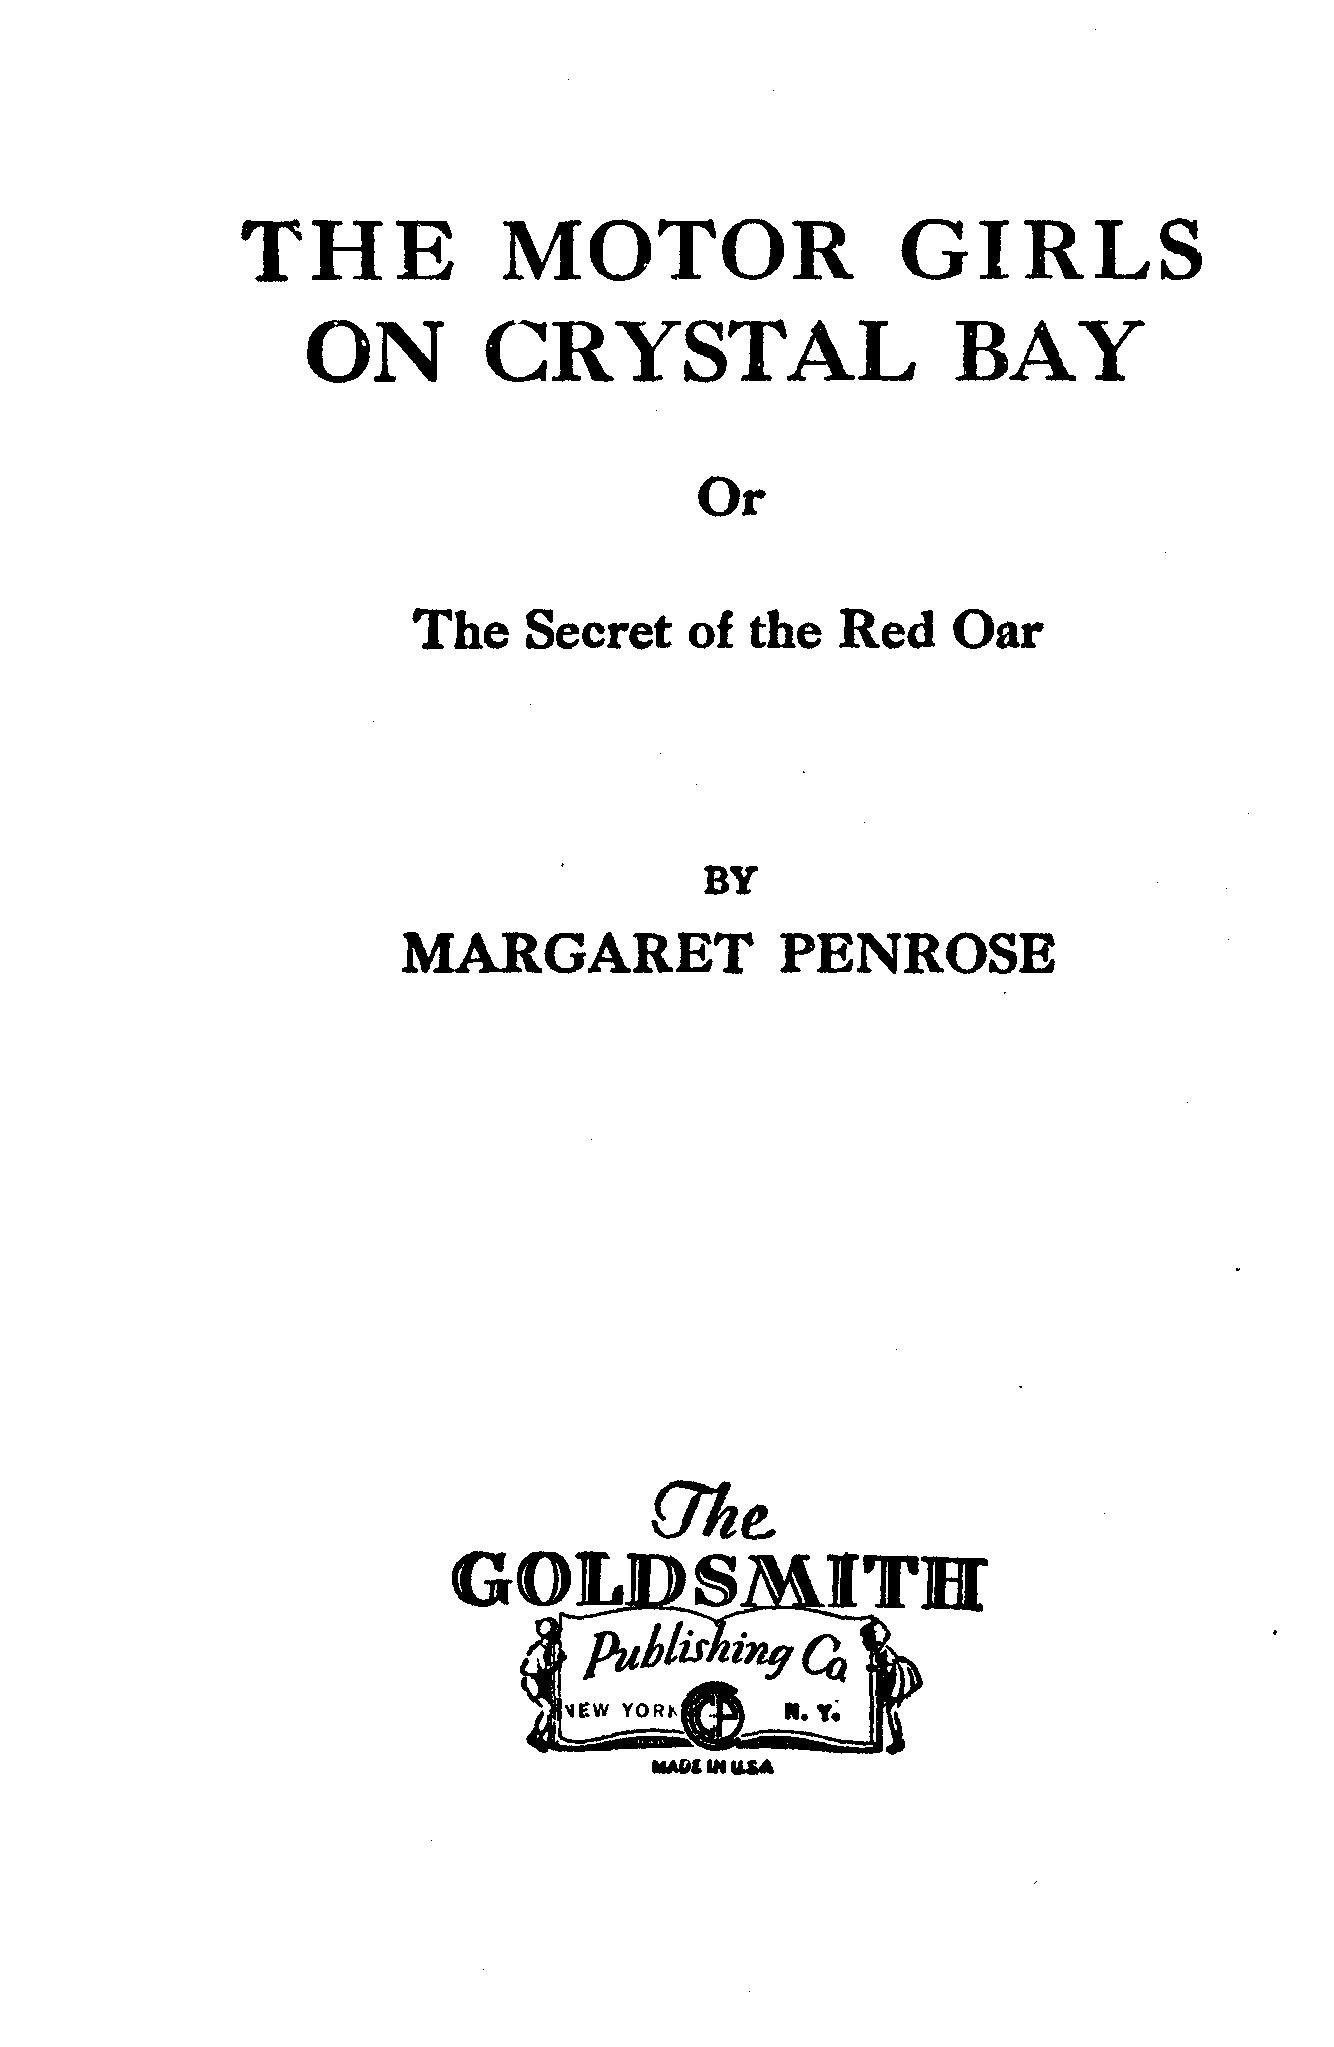 THE MOTOR GIRLS
ON CRYSTAL BAY
Or
The Secret of the Red Oar
BY
MARGARET PENROSE
The
GOLDSMITH
Publishing Co
NEW YORK N. Y.
MADE IN U.S.A